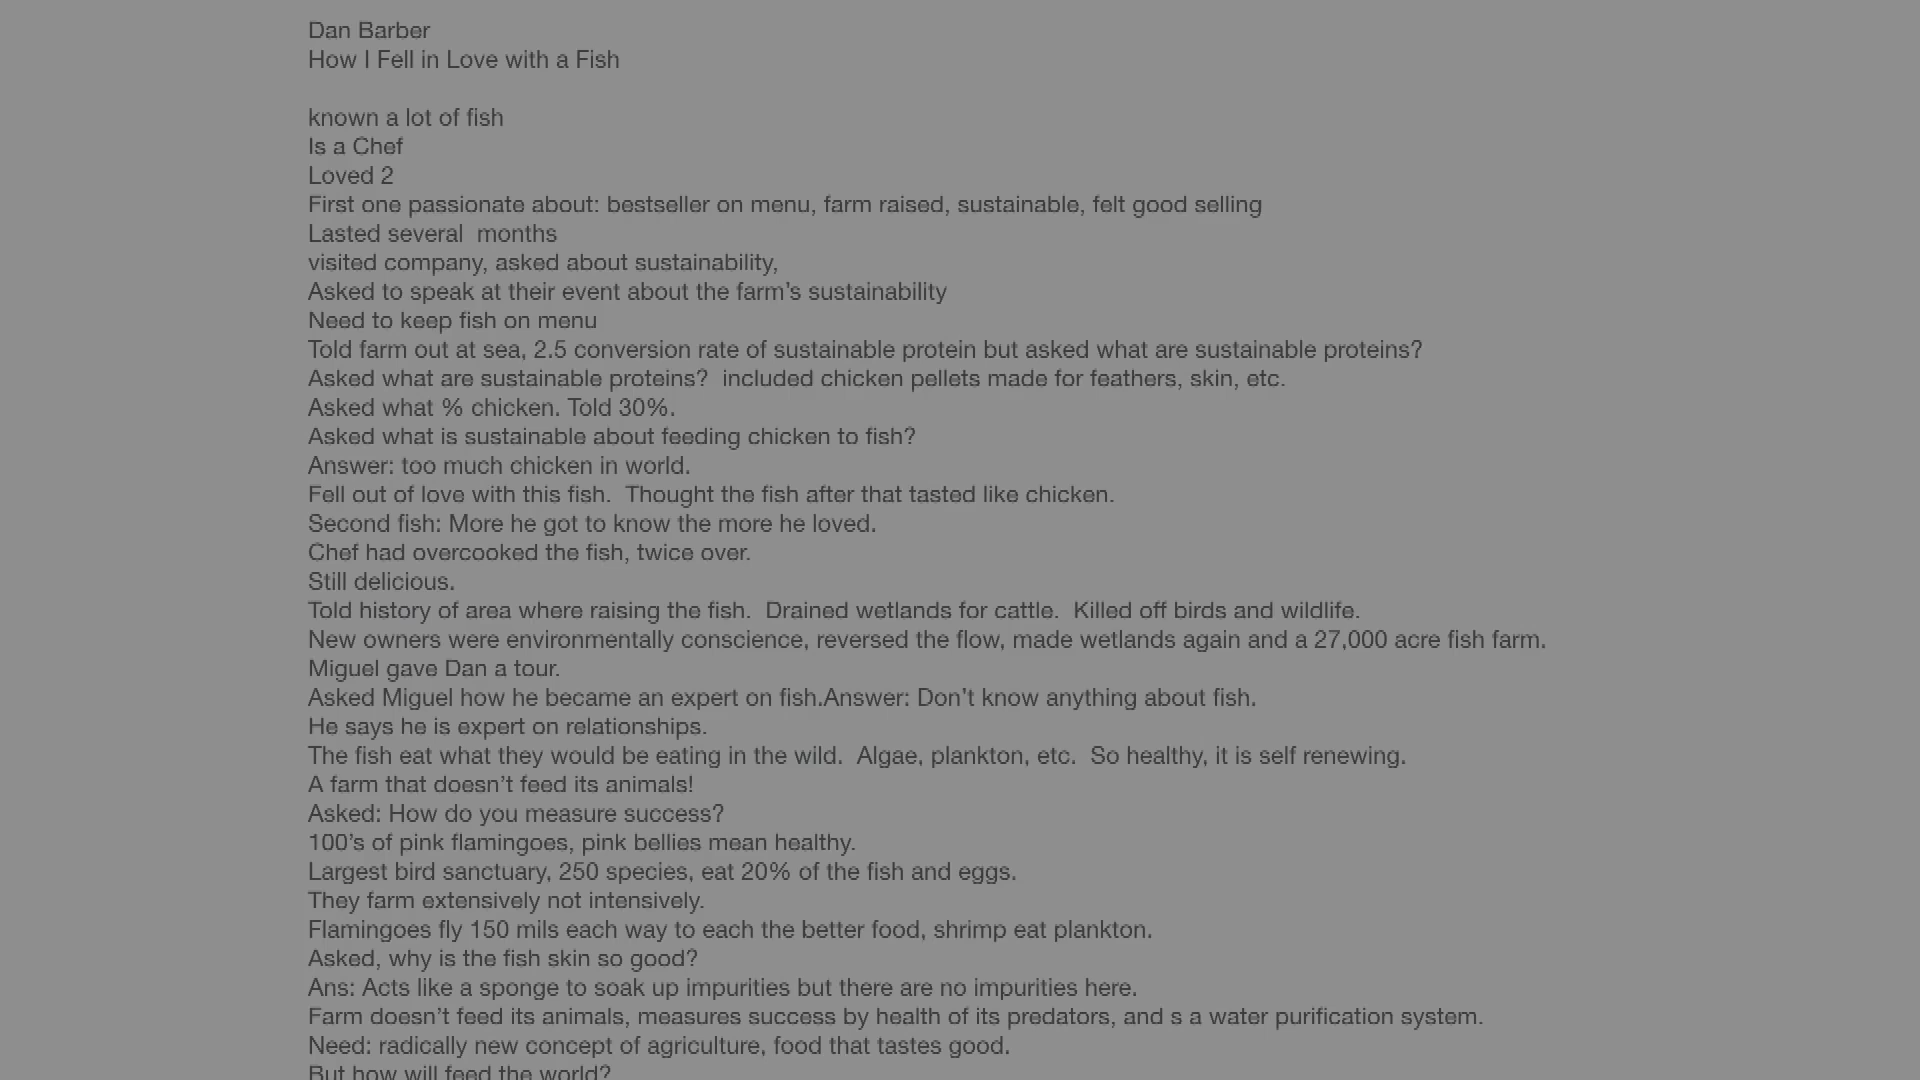 Dan Barber
How I Fell in Love with a Fish
known a lot of fish
Is a Chef
Loved 2
First one passionate about: bestseller on menu, farm raised, sustainable, felt good selling
Lasted several  months
visited company, asked about sustainability,
Asked to speak at their event about the farm's sustainability
Need to keep fish on menu
Told farm out at sea, 2.5 conversion rate of sustainable protein but asked what are sustainable proteins?
Asked what are sustainable proteins?  included chicken pellets made for feathers, skin, etc.
Asked what % chicken. Told 30%.
Asked what is sustainable about feeding chicken to fish?
Answer: too much chicken in world.
Fell out of love with this fish.  Thought the fish after that tasted like chicken.
Second fish: More he got to know the more he loved.
Chef had overcooked the fish, twice over.
Still delicious.
Told history of area where raising the fish.  Drained wetlands for cattle.  Killed off birds and wildlife.
New owners were environmentally conscience, reversed the flow, made wetlands again and a 27,000 acre fish farm.
Miguel gave Dan a tour.
Asked Miguel how he became an expert on fish.Answer: Don't know anything about fish.
He says he is expert on relationships.
The fish eat what they would be eating in the wild.  Algae, plankton, etc.  So healthy, it is self renewing.
A farm that doesn't feed its animals!
Asked: How do you measure success?
100's of pink flamingoes, pink bellies mean healthy.
Largest bird sanctuary, 250 species, eat 20% of the fish and eggs.
They farm extensively not intensively.
Flamingoes fly 150 mils each way to each the better food, shrimp eat plankton.
Asked, why is the fish skin so good?
Ans: Acts like a sponge to soak up impurities but there are no impurities here.
Farm doesn't feed its animals, measures success by health of its predators, and s a water purification system.
Need: radically new concept of agriculture, food that tastes good.
But how will feed the world?